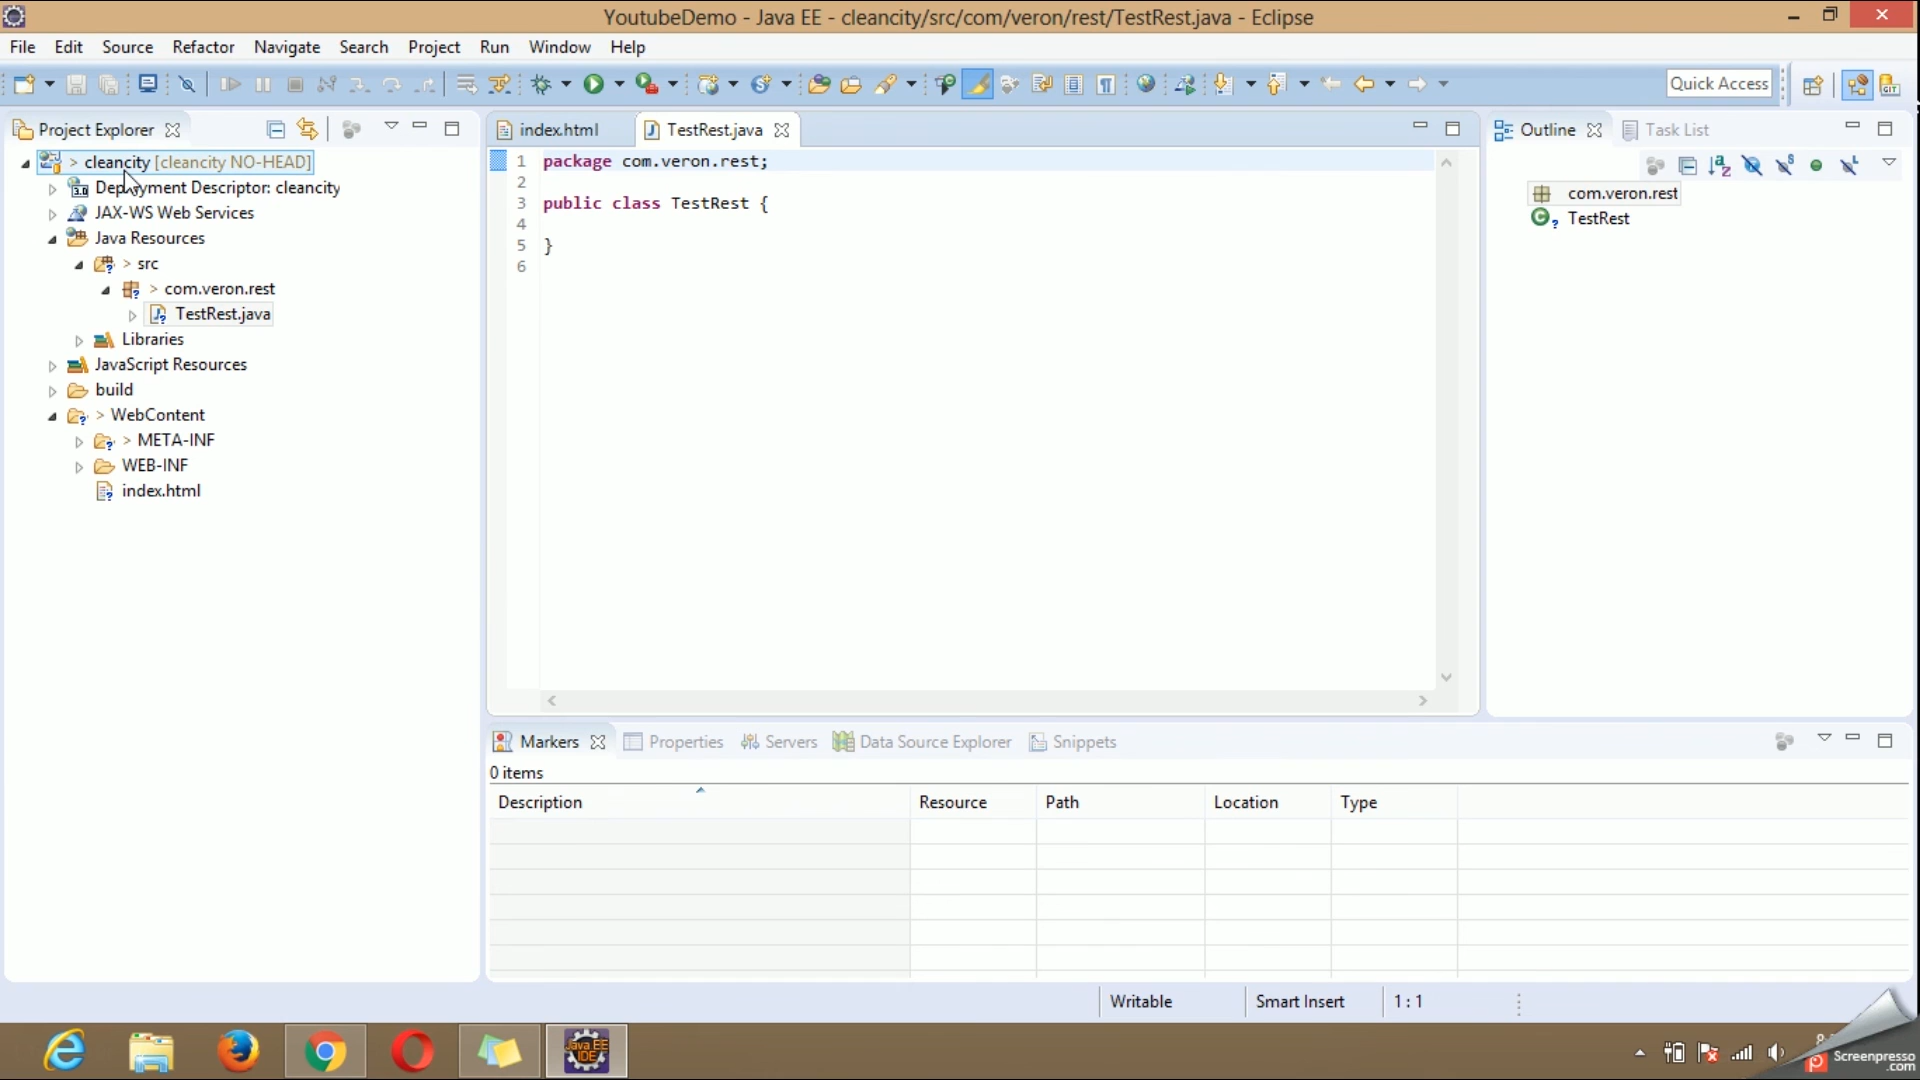 YoutubeDemo - Java EE - cleancity/src/com/veron/rest/TestRest.java - Eclipse
File Edit Source Refactor Navigate Search Project Run Window Help
Quick Access
Project Explorer
> cleancity [cleancity NO-HEAD]
Deployment Descriptor: cleancity
JAX-WS Web Services
Java Resources
> src
> com.veron.rest
TestRest.java
Libraries
JavaScript Resources
build
> WebContent
> META-INF
WEB-INF
index.html
index.html TestRest.java
1 package com.veron.rest;
2
3 public class TestRest {
4
5 }
6
Outline Task List
com.veron.rest
TestRest
Markers Properties Servers Data Source Explorer Snippets
0 items
Description Resource Path Location Type
Writable Smart Insert 1 : 1
Java EE
IDE
Screenpresso
.com